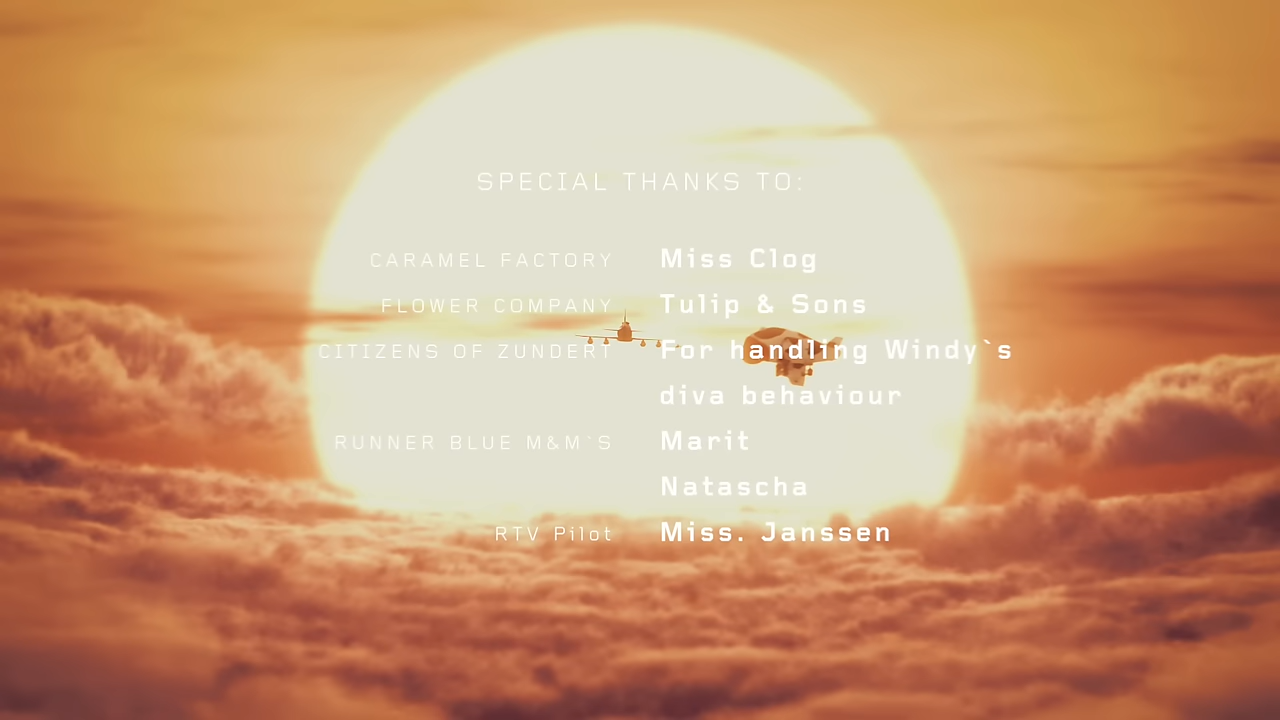 SPECIAL THANKS TO:
CARAMEL FACTORY Miss Clog
FLOWER COMPANY Tulip & Sons
CITIZENS OF ZUNDERT For handling Windy`s
diva behaviour
RUNNER BLUE M&M`S Marit
Natascha
RTV Pilot Miss. Janssen